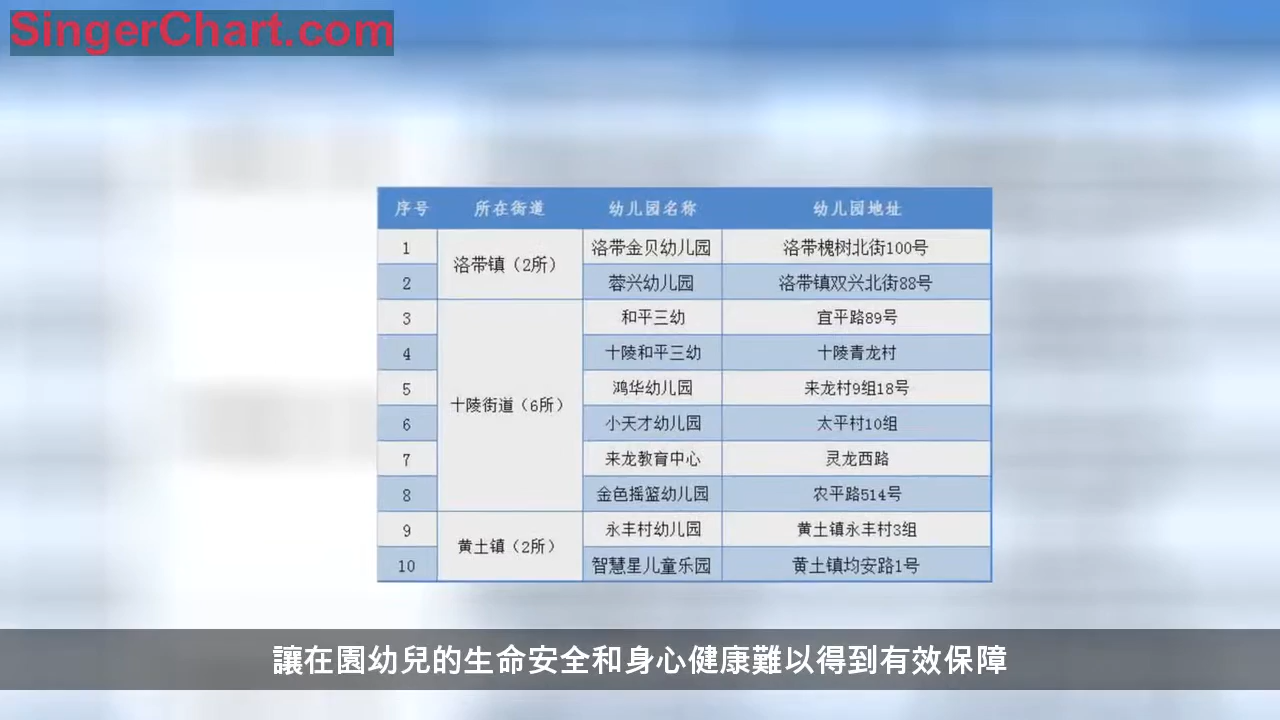 SingerChart.com
序号 所在街道 幼儿园名称 幼儿园地址
1 洛带镇（2所） 洛带金贝幼儿园 洛带槐树北街100号
2 蓉兴幼儿园 洛带镇双兴北街88号
3 十陵街道（6所） 和平三幼 宜平路89号
4 十陵和平三幼 十陵青龙村
5 鸿华幼儿园 来龙村9组18号
6 小天才幼儿园 太平村10组
7 来龙教育中心 灵龙西路
8 金色摇篮幼儿园 农平路514号
9 黄土镇（2所） 永丰村幼儿园 黄土镇永丰村3组
10 智慧星儿童乐园 黄土镇均安路1号
讓在園幼兒的生命安全和身心健康難以得到有效保障